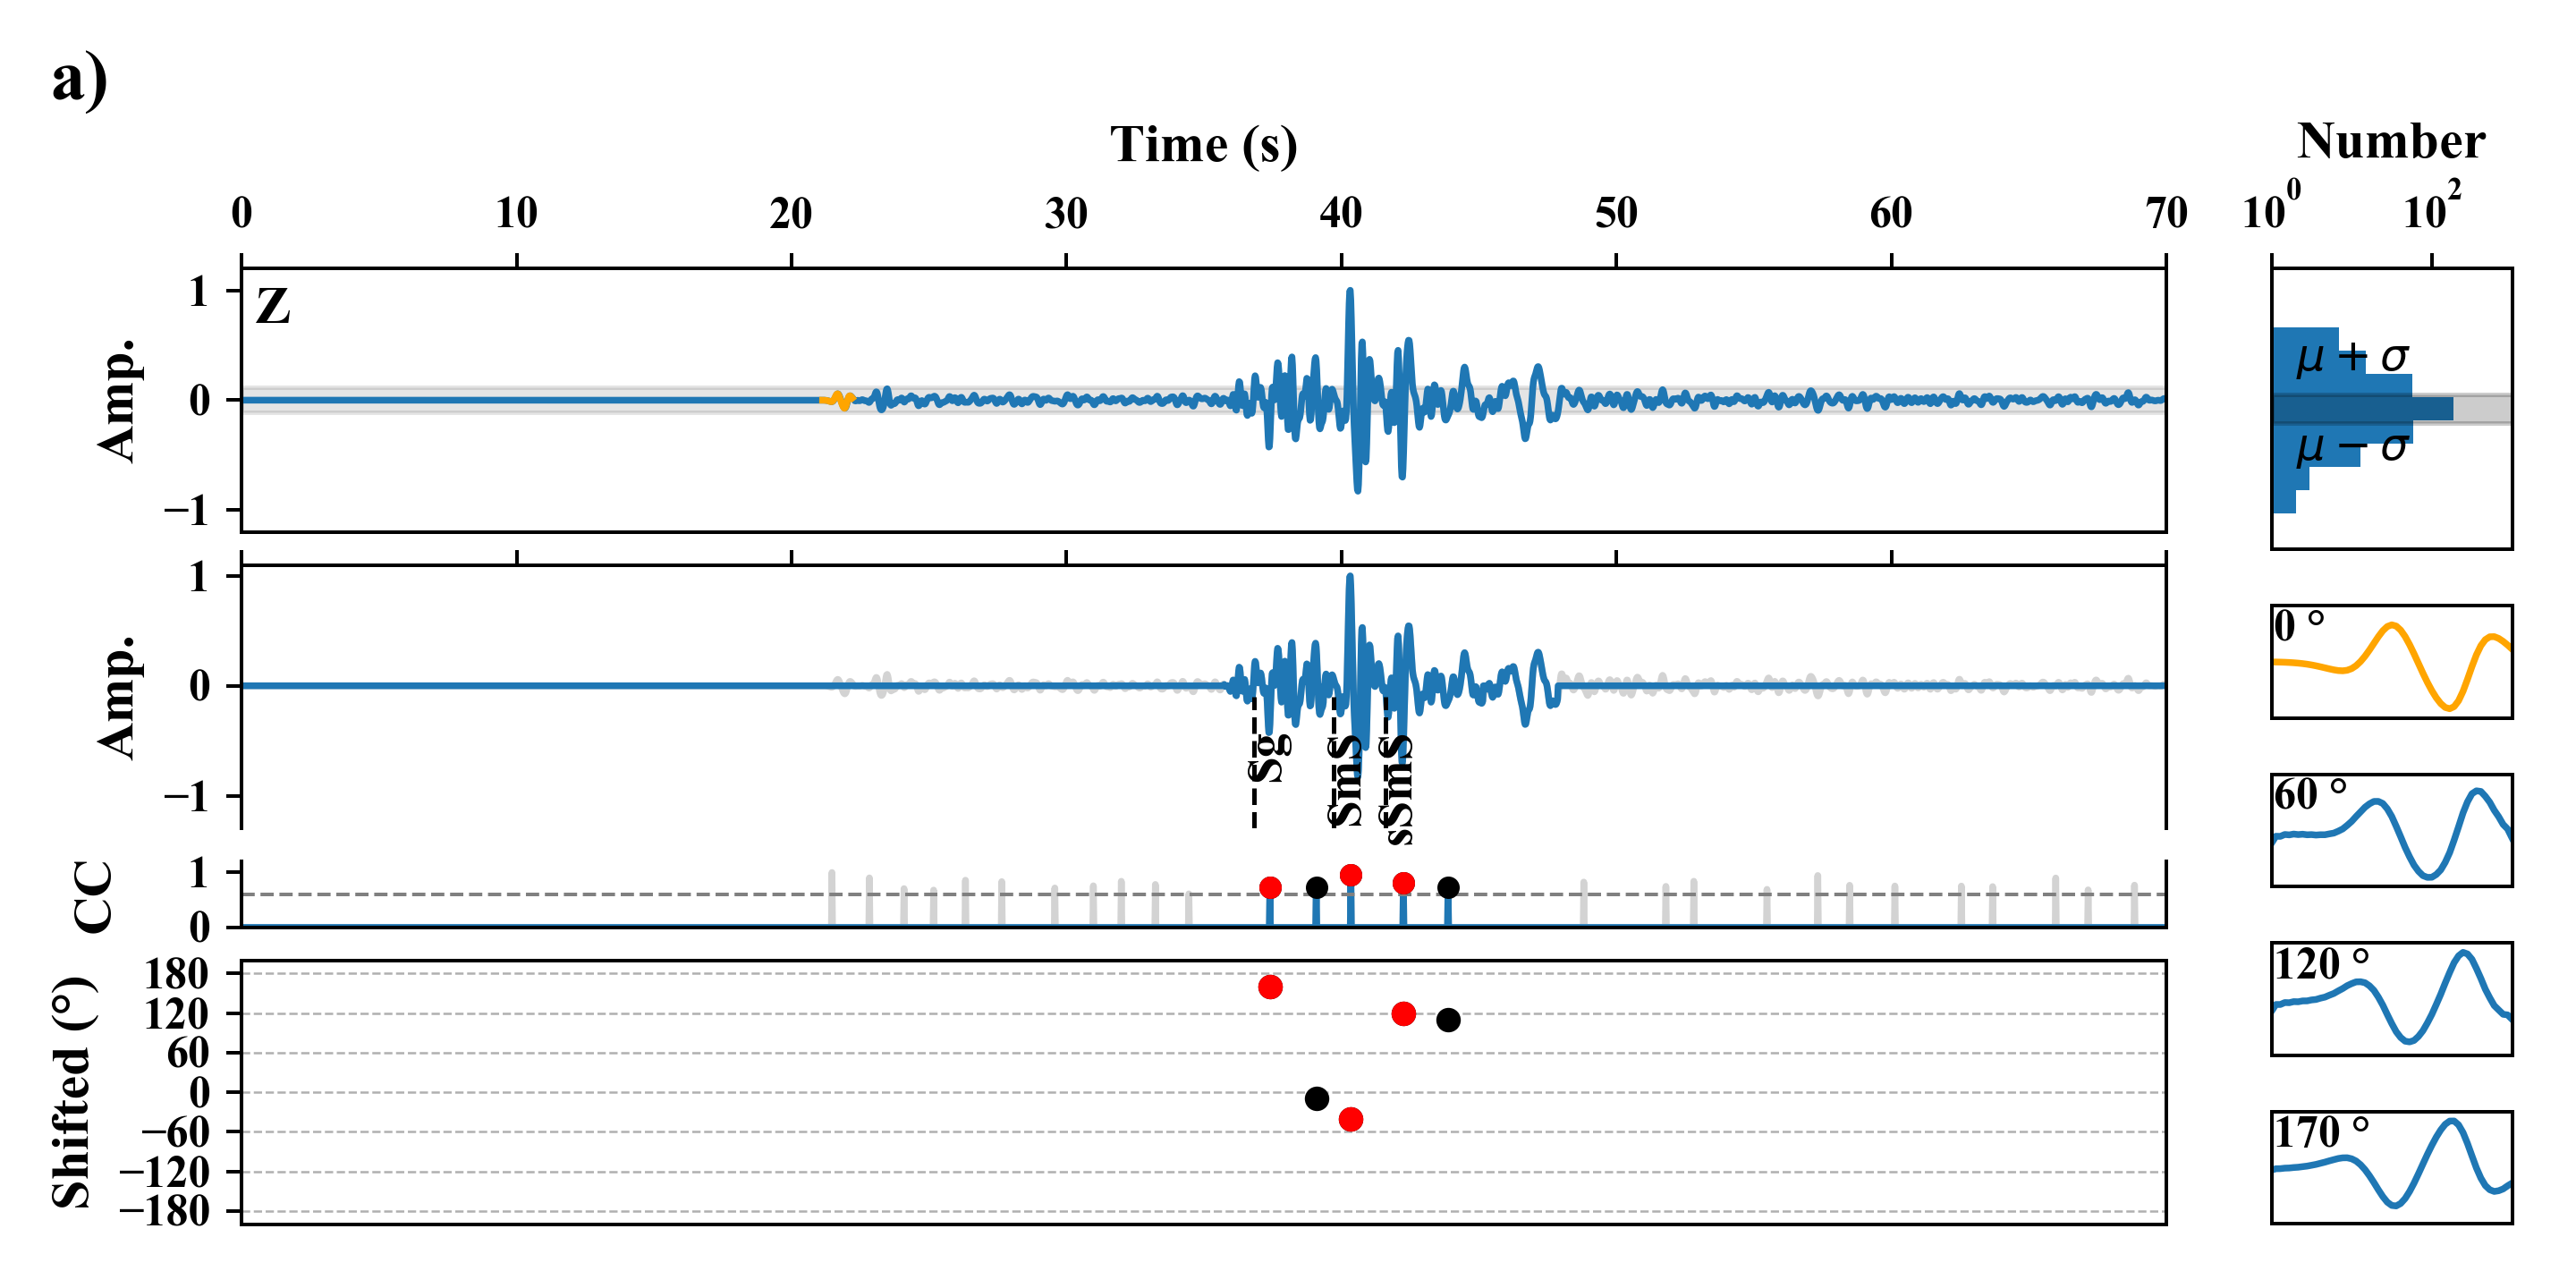 a)
Time (s)
Number
0 10 20 30 40 50 60 70
10^0 10^2
Amp.
1
0
−1
Z
μ + σ
μ − σ
Amp.
1
0
−1
Sg
SmS
sSmS
0 °
60 °
CC
1
0
120 °
Shifted (°)
180
120
60
0
−60
−120
−180
170 °